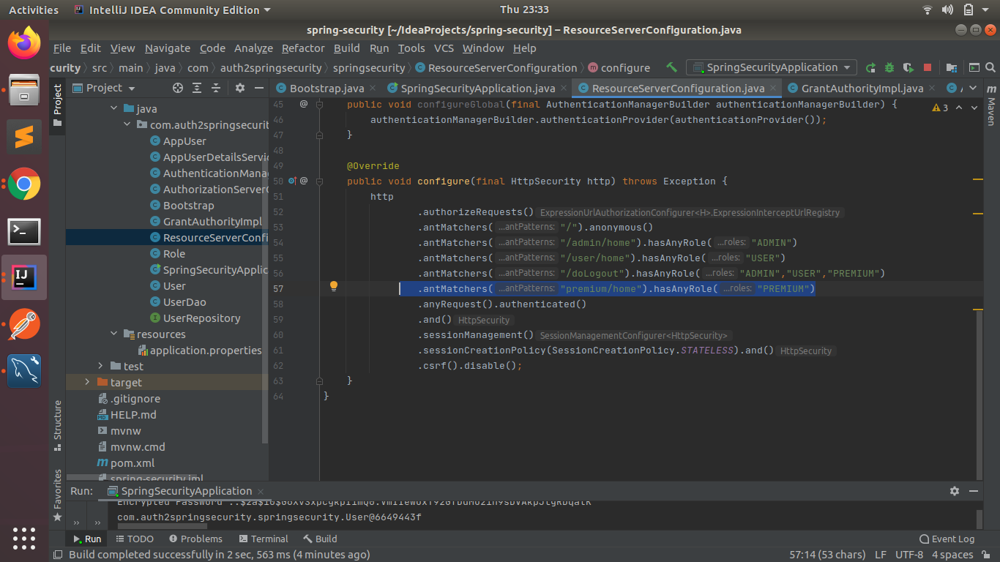 Activities IntelliJ IDEA Community Edition Thu 23:33
spring-security [~/IdeaProjects/spring-security] – ResourceServerConfiguration.java
File Edit View Navigate Code Analyze Refactor Build Run Tools VCS Window Help
curity src main java com auth2springsecurity springsecurity ResourceServerConfiguration configure SpringSecurityApplication
Project
Bootstrap.java SpringSecurityApplication.java ResourceServerConfiguration.java GrantAuthorityImpl.java
Project
Maven
java
com.auth2springsecurit
AppUser
AppUserDetailsServi
AuthenticationMana
AuthorizationServer
Bootstrap
GrantAuthorityImpl
ResourceServerConfi
Role
SpringSecurityApplic
User
UserDao
UserRepository
resources
application.properties
test
target
.gitignore
HELP.md
mvnw
mvnw.cmd
pom.xml
spring-security.iml
3
45 @ public void configureGlobal(final AuthenticationManagerBuilder authenticationManagerBuilder) {
46 authenticationManagerBuilder.authenticationProvider(authenticationProvider());
47 }
48
49 @Override
50 @ public void configure(final HttpSecurity http) throws Exception {
51 http
52 .authorizeRequests() ExpressionUrlAuthorizationConfigurer<H>.ExpressionInterceptUrlRegistry
53 .antMatchers( ...antPatterns: "/").anonymous()
54 .antMatchers( ...antPatterns: "/admin/home").hasAnyRole( ...roles: "ADMIN")
55 .antMatchers( ...antPatterns: "/user/home").hasAnyRole( ...roles: "USER")
56 .antMatchers( ...antPatterns: "/doLogout").hasAnyRole( ...roles: "ADMIN","USER","PREMIUM")
57 .antMatchers( ...antPatterns: "premium/home").hasAnyRole( ...roles: "PREMIUM")
58 .anyRequest().authenticated()
59 .and() HttpSecurity
60 .sessionManagement() SessionManagementConfigurer<HttpSecurity>
61 .sessionCreationPolicy(SessionCreationPolicy.STATELESS).and() HttpSecurity
62 .csrf().disable();
63 }
64 }
Structure
Favorites
Run: SpringSecurityApplication
com.auth2springsecurity.springsecurity.User@6649443f
Run TODO Problems Terminal Build Event Log
Build completed successfully in 2 sec, 563 ms (4 minutes ago) 57:14 (53 chars) LF UTF-8 4 spaces